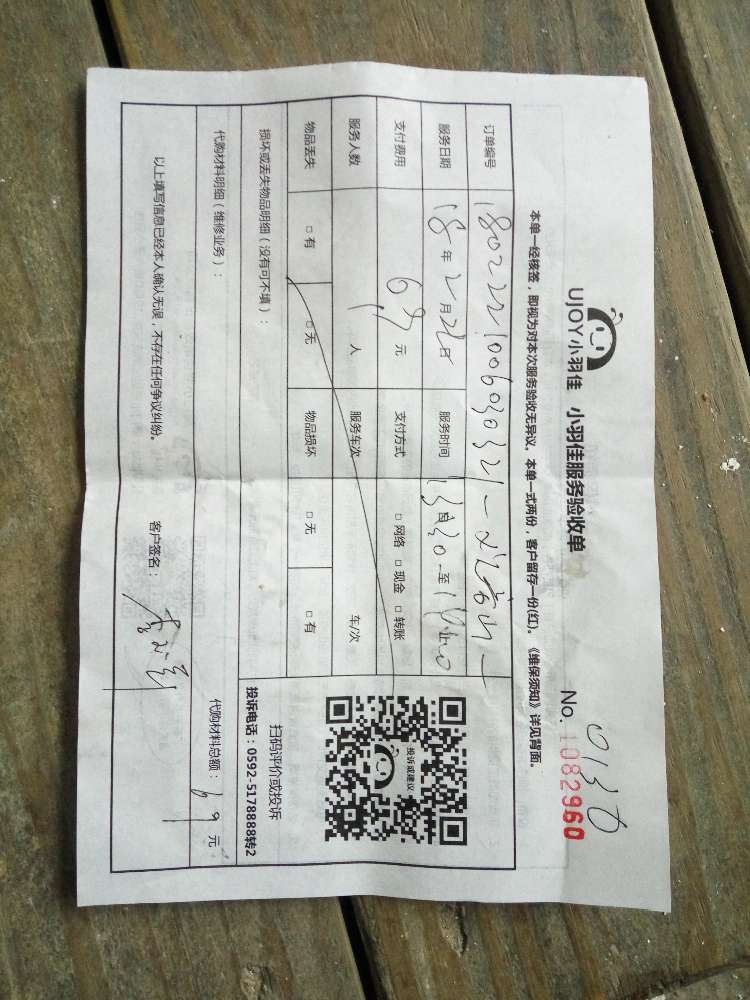 UJOY小羽佳 小羽佳服务验收单
0130
No. 1082960
本单一经核签，即视为对本次服务验收无异议。本单一式两份，客户留存一份(红)。《维保须知》详见背面。
订单编号
服务日期 18年2月22日 服务时间
支付费用 69元 支付方式 □ 网络 □ 现金 □ 转账
服务人数 1 人 服务车次 车/次
物品丢失 □ 有 □ 无 物品损坏 □ 无 □ 有
投诉或建议
扫码评价或投诉
投诉电话：0592-5178888转2
损坏或丢失物品明细（没有可不填）：
代购材料明细（维修业务）：
代购材料总额：69元
以上填写信息已经本人确认无误，不存在任何争议纠纷。
客户签名：